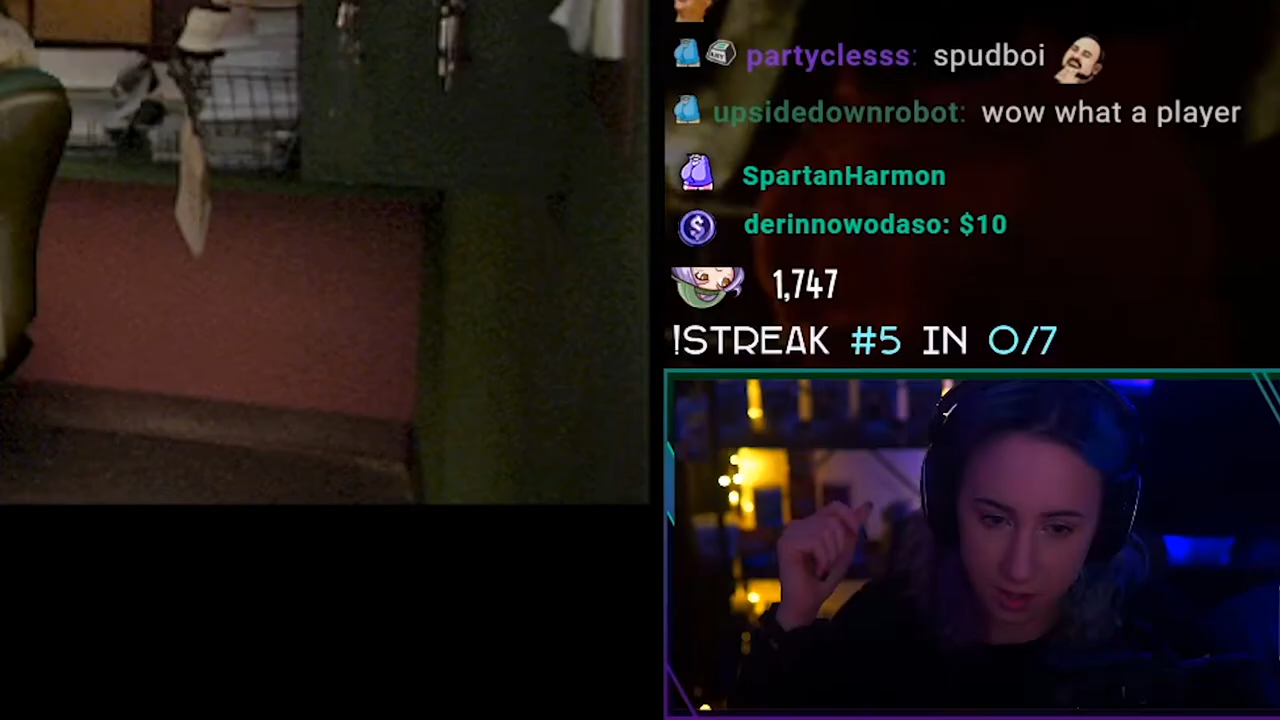 partyclesss: spudboi
upsidedownrobot: wow what a player
SpartanHarmon
derinnowodaso: $10
1,747
!STREAK #5 IN 0/7